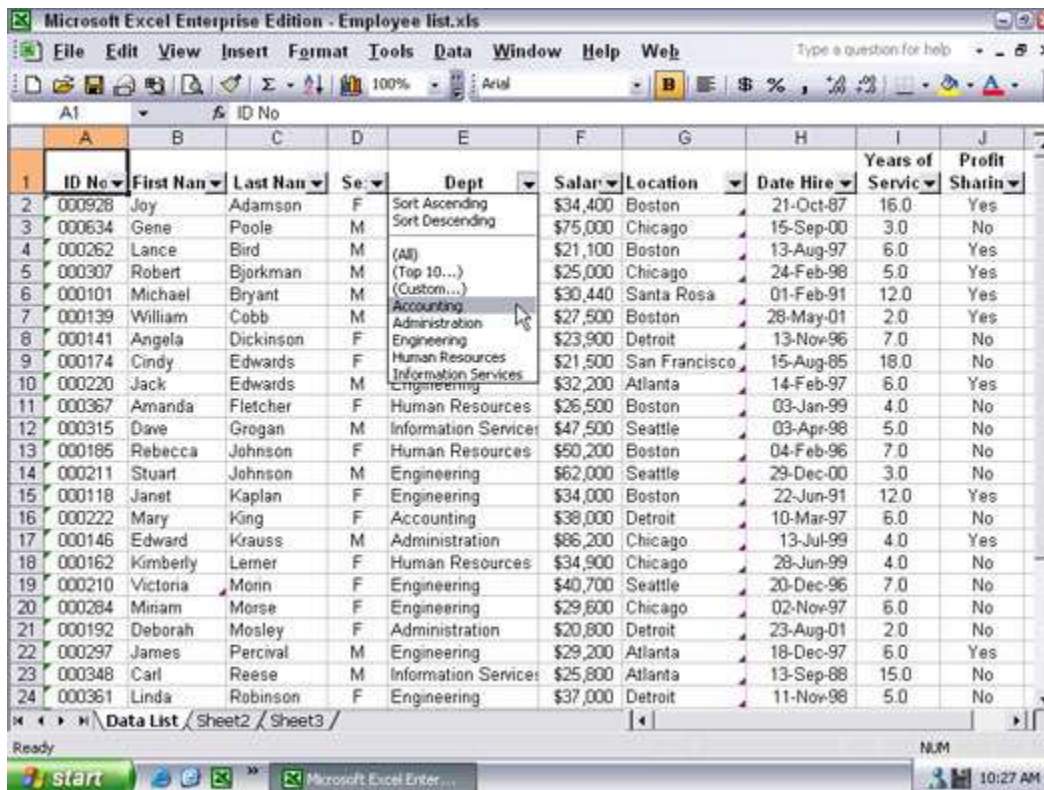 Microsoft Excel Enterprise Edition - Employee list.xls
File Edit View Insert Format Tools Data Window Help Web Type a question for help
100% Arial B $ % ,
A1 fx ID No
A B C D E F G H I J
Years of Profit
1 ID No First Nam Last Nam Se Dept Salar Location Date Hire Servic Sharin
2 000928 Joy Adamson F Sort Ascending $34,400 Boston 21-Oct-87 16.0 Yes
3 000634 Gene Poole M Sort Descending $75,000 Chicago 15-Sep-00 3.0 No
4 000262 Lance Bird M (All) $21,100 Boston 13-Aug-97 6.0 Yes
5 000307 Robert Bjorkman M (Top 10...) $25,000 Chicago 24-Feb-98 5.0 Yes
(Custom...)
6 000101 Michael Bryant M Accounting $30,440 Santa Rosa 01-Feb-91 12.0 Yes
7 000139 William Cobb M Administration $27,500 Boston 28-May-01 2.0 Yes
8 000141 Angela Dickinson F Engineering $23,900 Detroit 13-Nov-96 7.0 No
9 000174 Cindy Edwards F Human Resources $21,500 San Francisco 15-Aug-85 18.0 No
Information Services
10 000220 Jack Edwards M Engineering $32,200 Atlanta 14-Feb-97 6.0 Yes
11 000367 Amanda Fletcher F Human Resources $26,500 Boston 03-Jan-99 4.0 No
12 000315 Dave Grogan M Information Services $47,500 Seattle 03-Apr-98 5.0 No
13 000185 Rebecca Johnson F Human Resources $50,200 Boston 04-Feb-96 7.0 No
14 000211 Stuart Johnson M Engineering $62,000 Seattle 29-Dec-00 3.0 No
15 000118 Janet Kaplan F Engineering $34,000 Boston 22-Jun-91 12.0 Yes
16 000222 Mary King F Accounting $38,000 Detroit 10-Mar-97 6.0 No
17 000146 Edward Krauss M Administration $86,200 Chicago 13-Jul-99 4.0 Yes
18 000162 Kimberly Lerner F Human Resources $34,900 Chicago 28-Jun-99 4.0 No
19 000210 Victoria Morin F Engineering $40,700 Seattle 20-Dec-96 7.0 No
20 000284 Miriam Morse F Engineering $29,600 Chicago 02-Nov-97 6.0 No
21 000192 Deborah Mosley F Administration $20,800 Detroit 23-Aug-01 2.0 No
22 000297 James Percival M Engineering $29,200 Atlanta 18-Dec-97 6.0 Yes
23 000348 Carl Reese M Information Services $25,800 Atlanta 13-Sep-88 15.0 No
24 000361 Linda Robinson F Engineering $37,000 Detroit 11-Nov-98 5.0 No
Data List Sheet2 Sheet3
Ready NUM
start Microsoft Excel Enter... 10:27 AM